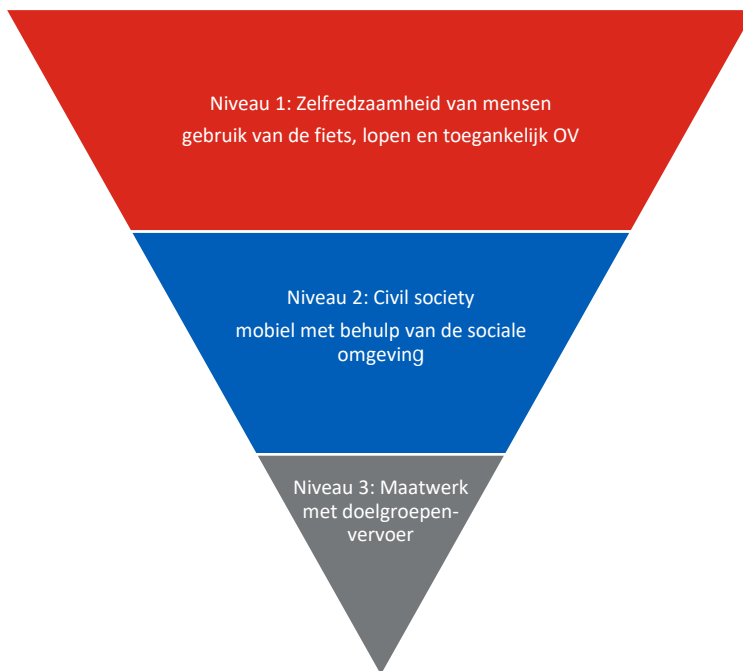 Niveau 1: Zelfredzaamheid van mensen
gebruik van de fiets, lopen en toegankelijk OV
Niveau 2: Civil society
mobiel met behulp van de sociale
omgeving
Niveau 3: Maatwerk
met doelgroepen-
vervoer